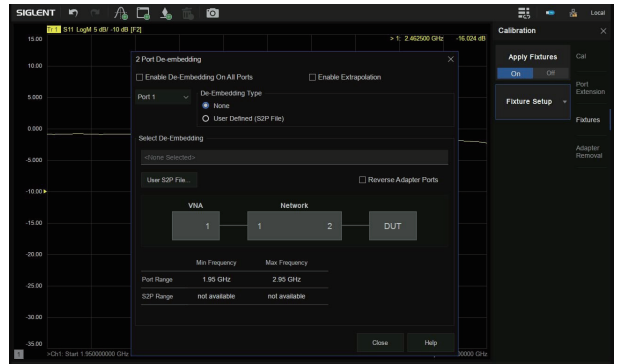 SIGLENT
Local
Tr 1 S11 LogM 5 dB/ -10 dB [F2]
> 1: 2.462500 GHz -16.024 dB
Calibration
15.00
10.00
5.000
0.000
-5.000
-10.00
-15.00
-20.00
-25.00
-30.00
-35.00
2 Port De-embedding
Enable De-Embedding On All Ports
Enable Extrapolation
Port 1
De-Embedding Type
None
User Defined (S2P File)
Select De-Embedding
<None Selected>
User S2P File...
Reverse Adapter Ports
VNA Network
1 1 2 DUT
Min Frequency Max Frequency
Port Range 1.95 GHz 2.95 GHz
S2P Range not available not available
Close Help
Apply Fixtures
On Off
Fixture Setup
Cal
Port
Extension
Fixtures
Adapter
Removal
1 >Ch1: Start 1.950000000 GHz
00000 GHz